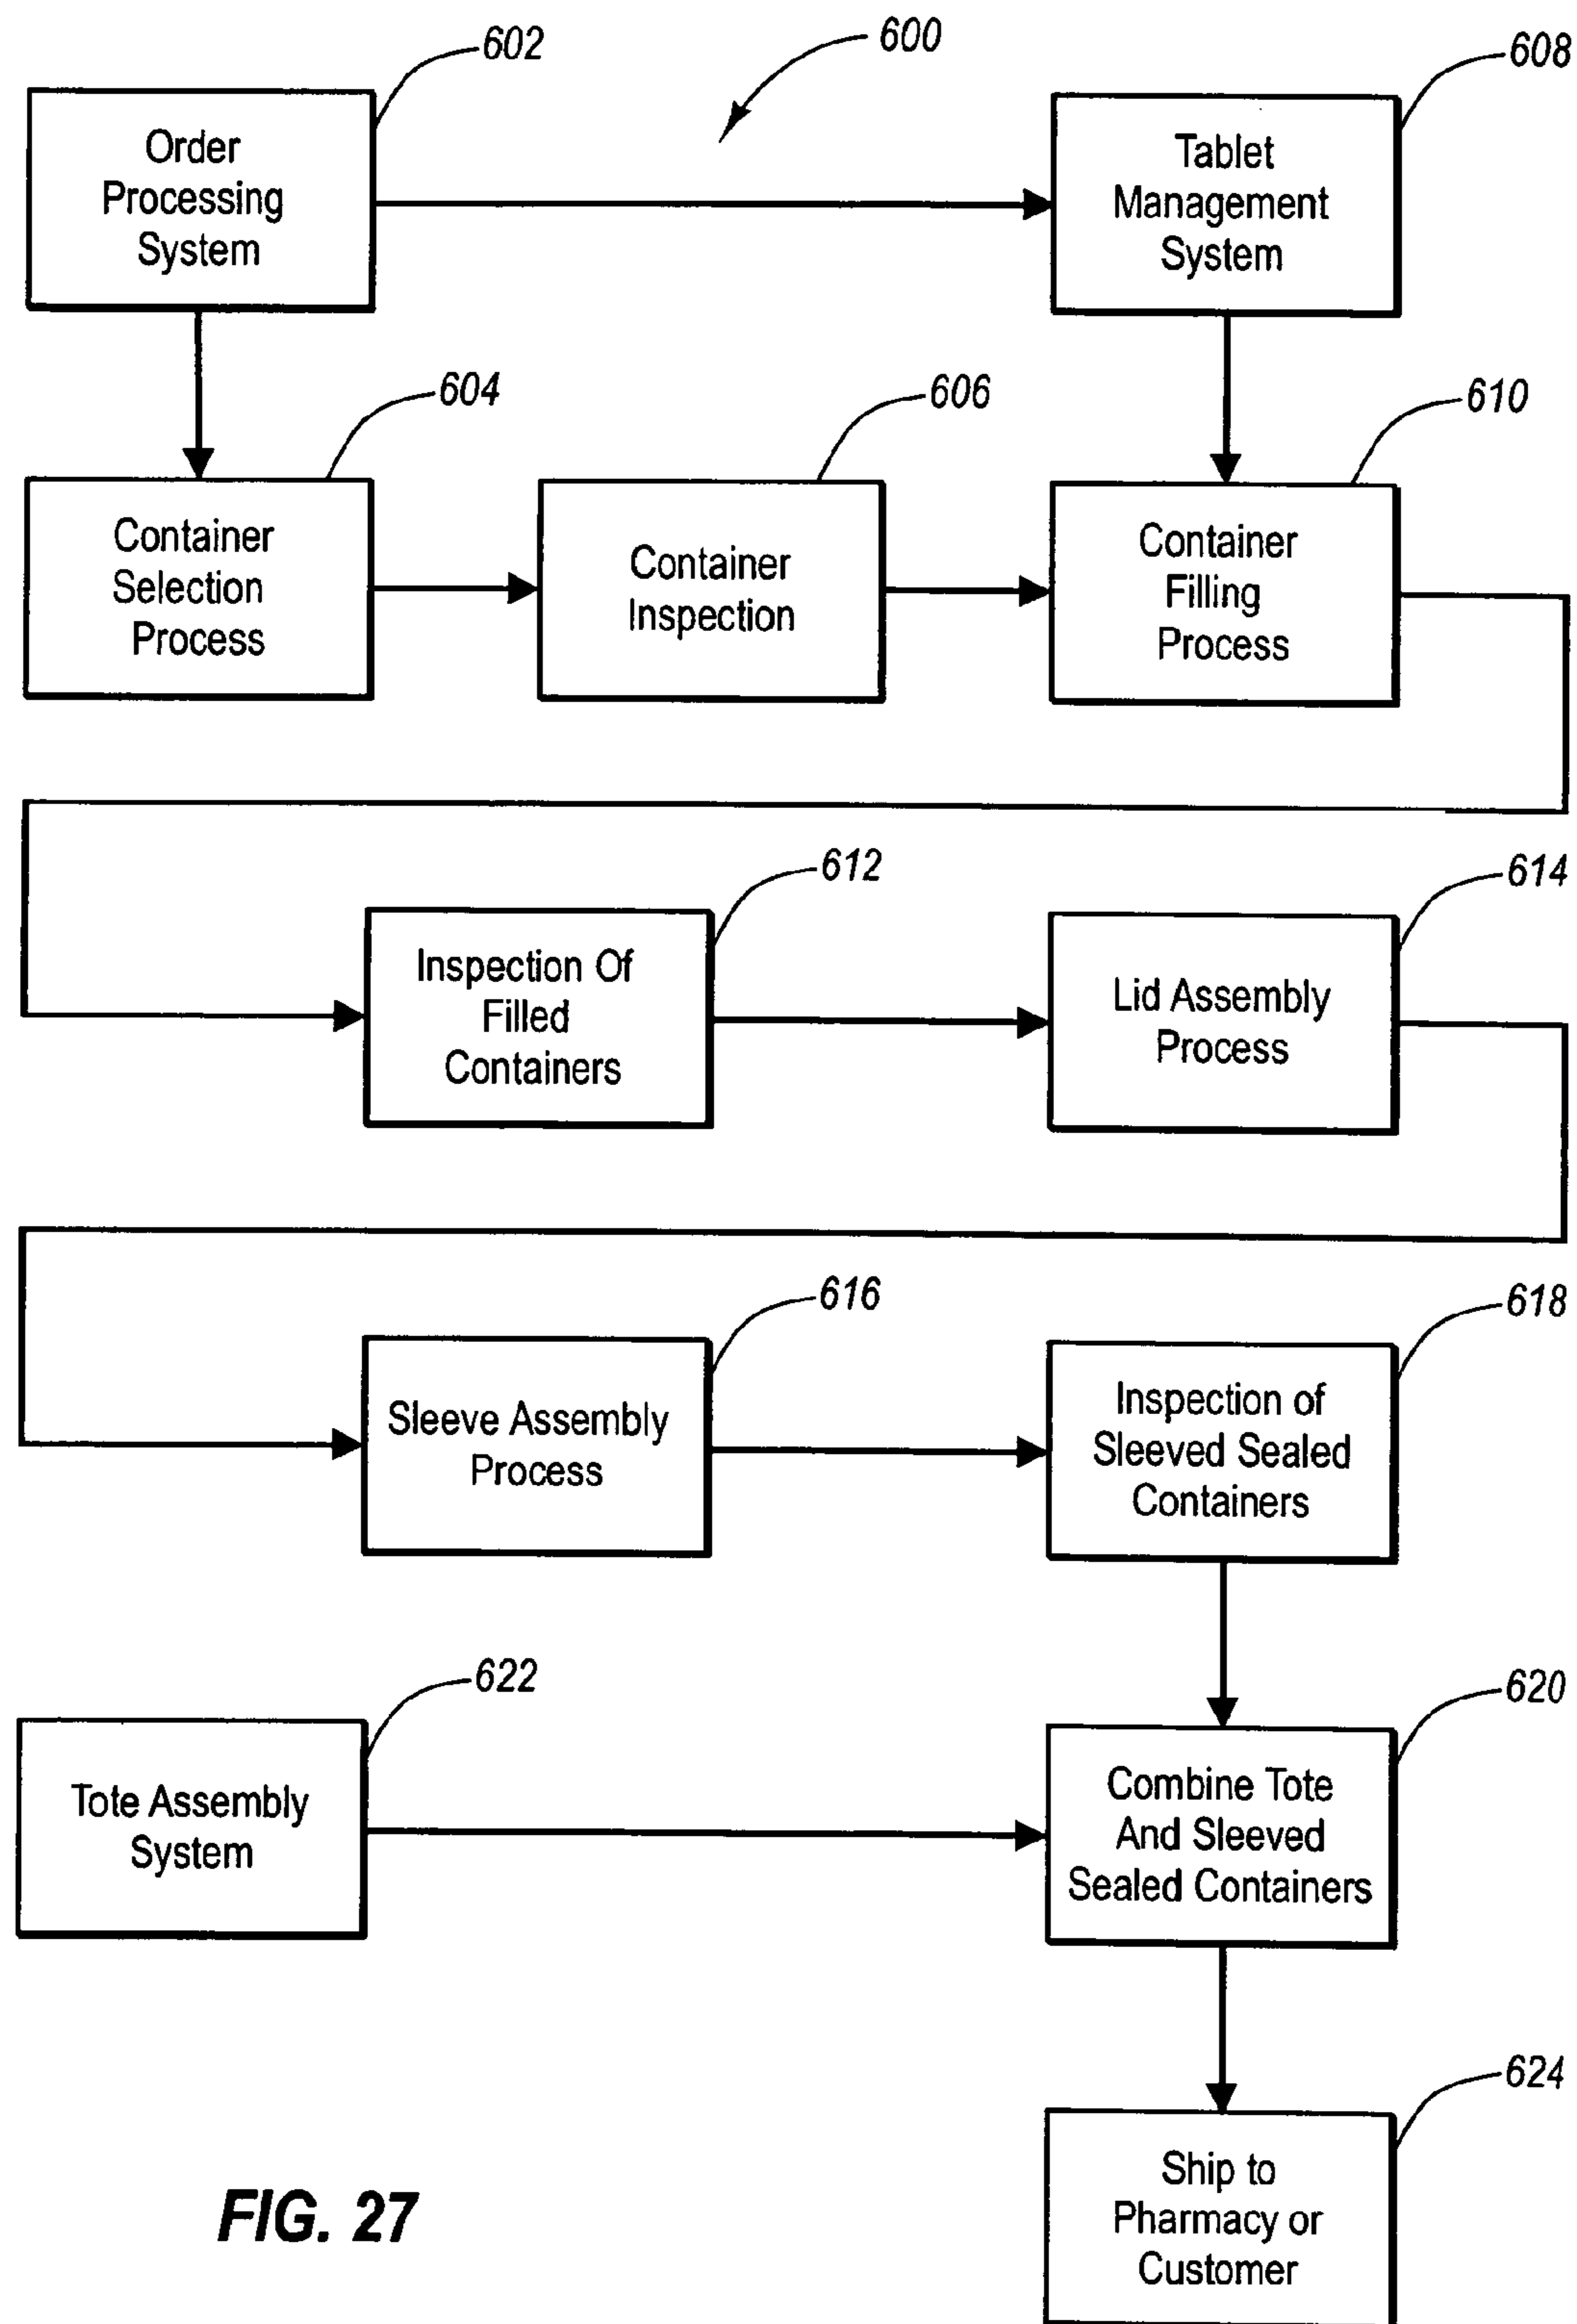 602
600
608
Order
Processing
System
Tablet
Management
System
604
606
610
Container
Selection
Process
Container
Inspection
Container
Filling
Process
612
614
Inspection Of
Filled
Containers
Lid Assembly
Process
616
618
Sleeve Assembly
Process
Inspection of
Sleeved Sealed
Containers
622
620
Tote Assembly
System
Combine Tote
And Sleeved
Sealed Containers
624
Ship to
Pharmacy or
Customer
FIG. 27